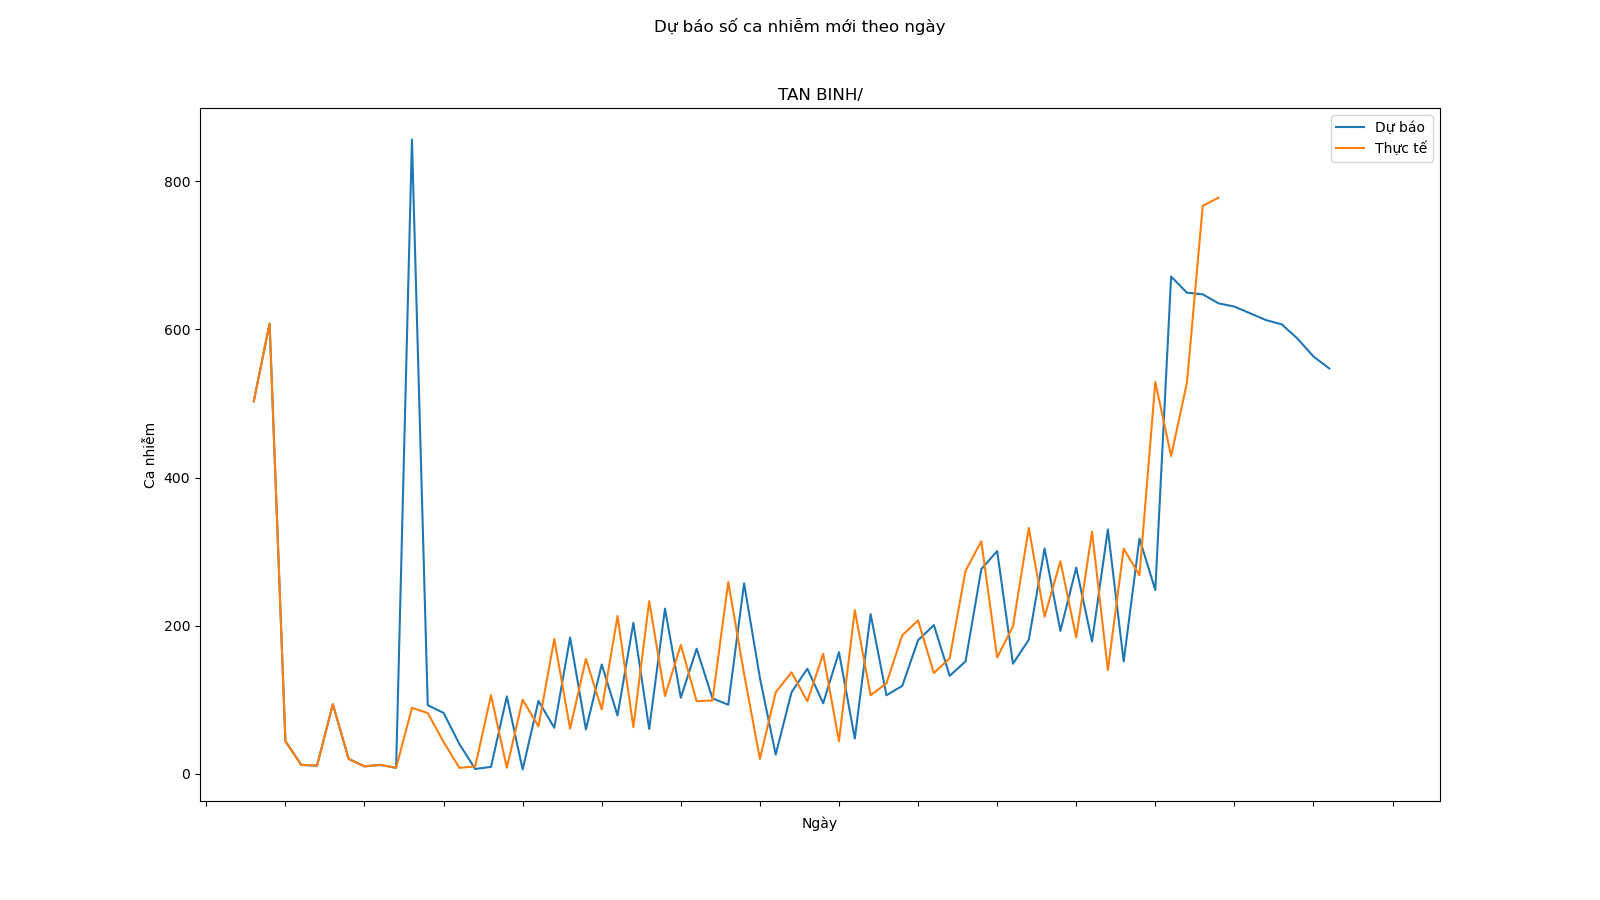 Dự báo số ca nhiễm mới theo ngày
TAN BINH/
Dự báo
Thực tế
800
600
400
200
0
Ca nhiễm
Ngày